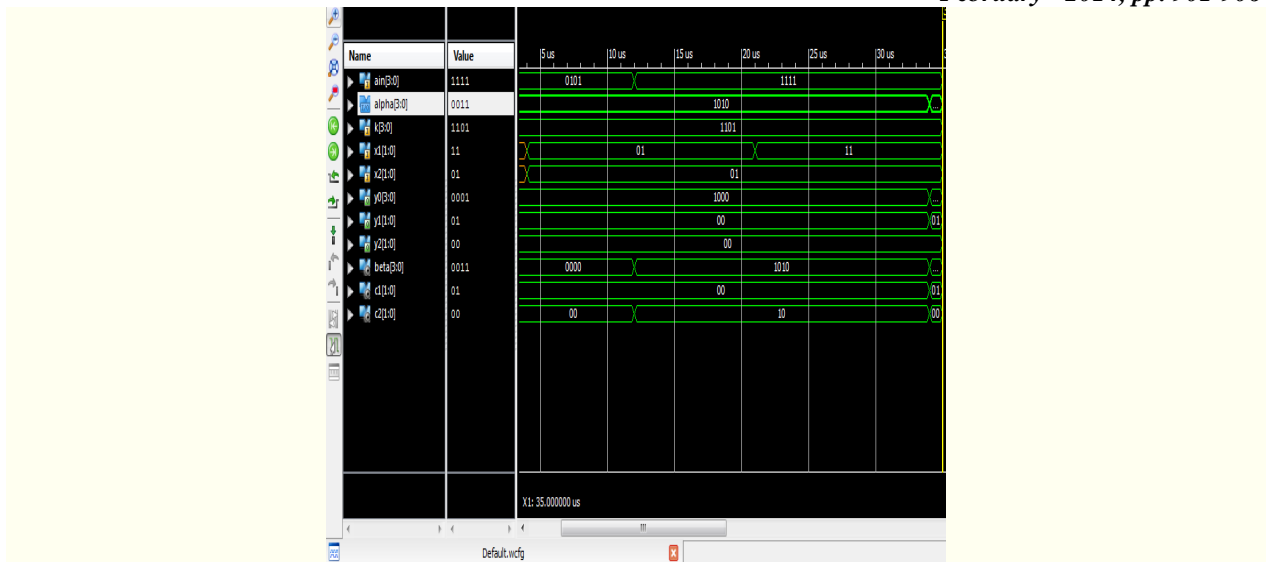 Name Value 5 us 10 us 15 us 20 us 25 us 30 us
ain[3:0] 1111 0101 1111
alpha[3:0] 0011 1010 ...
k[3:0] 1101 1101
x1[1:0] 11 01 11
x2[1:0] 01 01
y0[3:0] 0001 1000 ...
y1[1:0] 01 00 01
y2[1:0] 00 00
beta[3:0] 0011 0000 1010 ...
c1[1:0] 01 00 01
c2[1:0] 00 00 10 00
X1: 35.000000 us
Default.wcfg